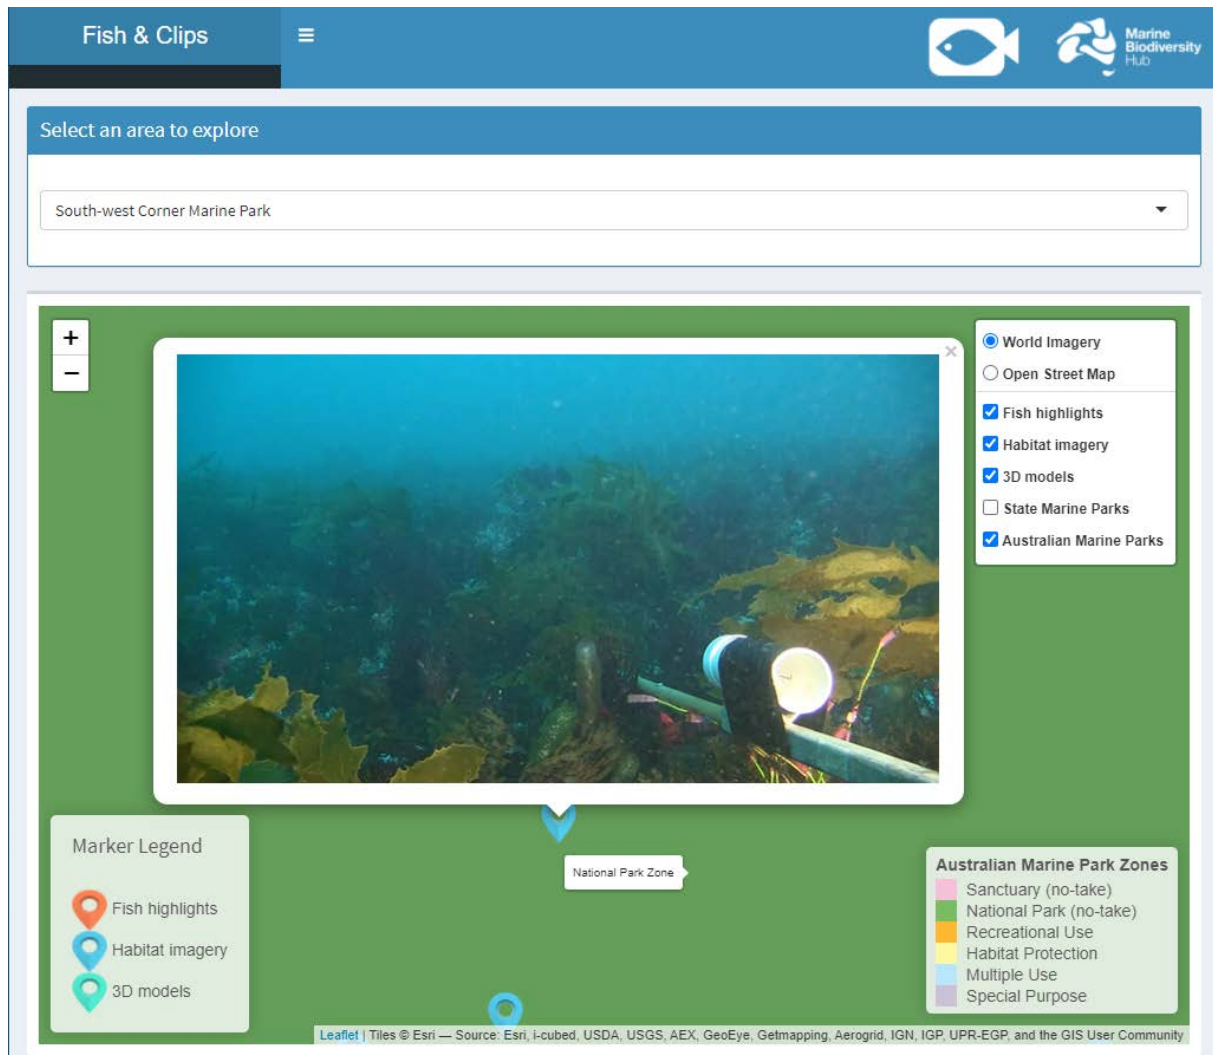 Fish & Clips
Marine
Biodiversity
Hub
Select an area to explore
South-west Corner Marine Park
+
−
×
World Imagery
Open Street Map
Fish highlights
Habitat imagery
3D models
State Marine Parks
Australian Marine Parks
National Park Zone
Marker Legend
Fish highlights
Habitat imagery
3D models
Australian Marine Park Zones
Sanctuary (no-take)
National Park (no-take)
Recreational Use
Habitat Protection
Multiple Use
Special Purpose
Leaflet | Tiles © Esri — Source: Esri, i-cubed, USDA, USGS, AEX, GeoEye, Getmapping, Aerogrid, IGN, IGP, UPR-EGP, and the GIS User Community